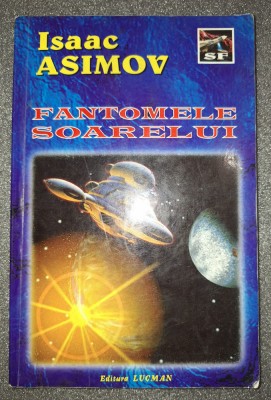 Isaac
ASIMOV
SF
FANTOMELE
SOARELUI
Editura LUCMAN